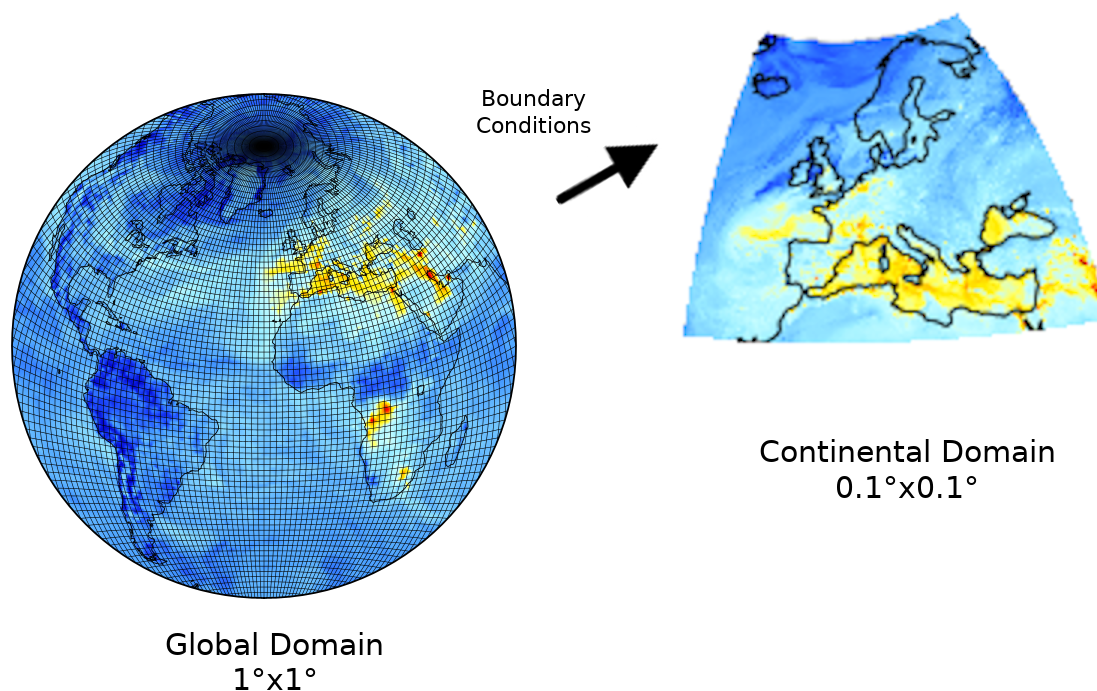 Boundary
Conditions
Continental Domain
0.1°x0.1°
Global Domain
1°x1°